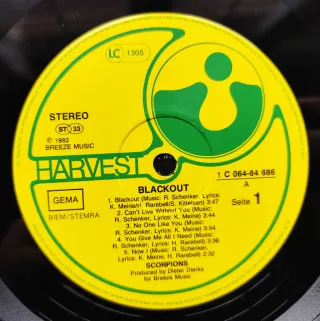 LC 1305
STEREO
ST 33
℗ 1982
BREEZE MUSIC
HARVEST
1 C 064-64 686
A
BLACKOUT
GEMA
BIEM/STEMRA
Seite 1
1. Blackout (Music: R. Schenker, Lyrics:
K. Meine/H. Rarebell/S. Kittelsen) 3:47
2. Can't Live Without You (Music:
R. Schenker, Lyrics: K. Meine) 3:44
3. No One Like You (Music:
R. Schenker, Lyrics: K. Meine) 3:54
4. You Give Me All I Need (Music:
R. Schenker, Lyrics: H. Rarebell) 3:36
5. Now ! (Music: R. Schenker,
Lyrics: K. Meine/H. Rarebell) 2:32
SCORPIONS
Produced by Dieter Dierks
for Breeze Music